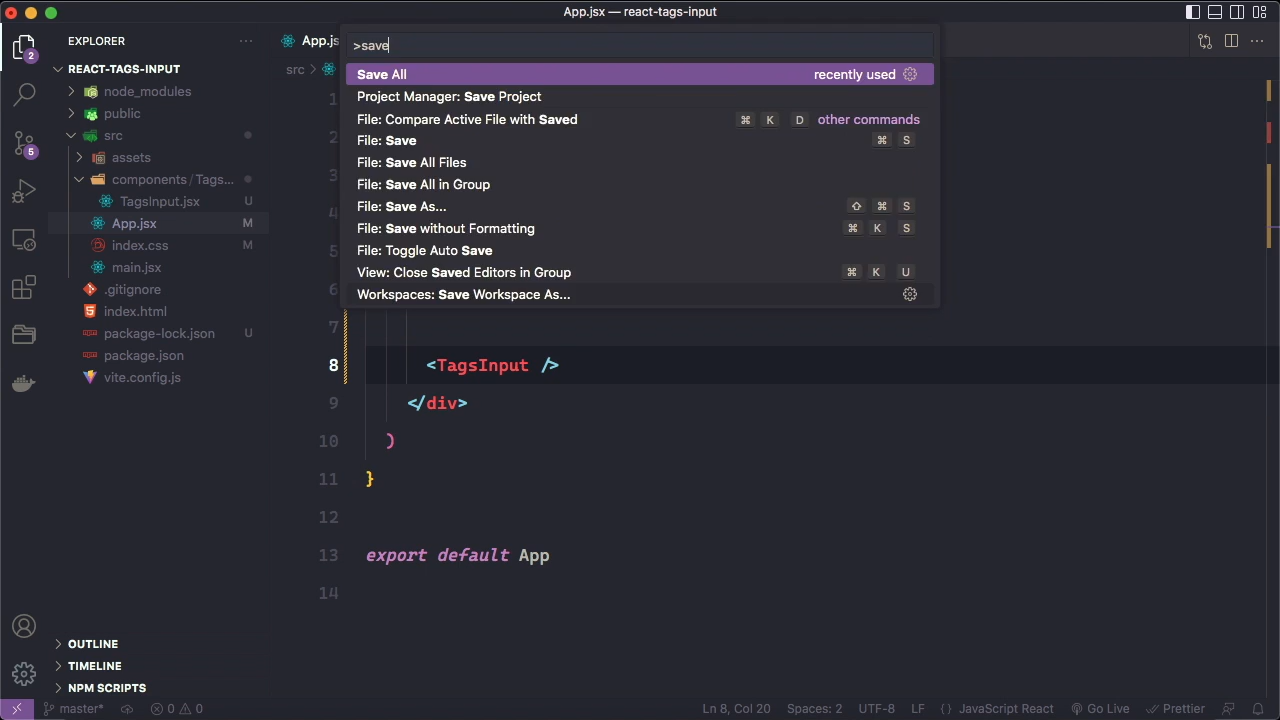 App.jsx — react-tags-input
EXPLORER
REACT-TAGS-INPUT
node_modules
public
src
assets
components / Tags...
TagsInput.jsx U
App.jsx M
index.css M
main.jsx
.gitignore
index.html
package-lock.json U
package.json
vite.config.js
OUTLINE
TIMELINE
NPM SCRIPTS
2
5
App.js
src
>save
Save All recently used
Project Manager: Save Project
File: Compare Active File with Saved ⌘ K D other commands
File: Save ⌘ S
File: Save All Files
File: Save All in Group
File: Save As... ⇧ ⌘ S
File: Save without Formatting ⌘ K S
File: Toggle Auto Save
View: Close Saved Editors in Group ⌘ K U
Workspaces: Save Workspace As...
1
2
3
4
5
6
7
8 <TagsInput />
9 </div>
10 )
11 }
12
13 export default App
14
master* 0 0 Ln 8, Col 20 Spaces: 2 UTF-8 LF {} JavaScript React Go Live Prettier